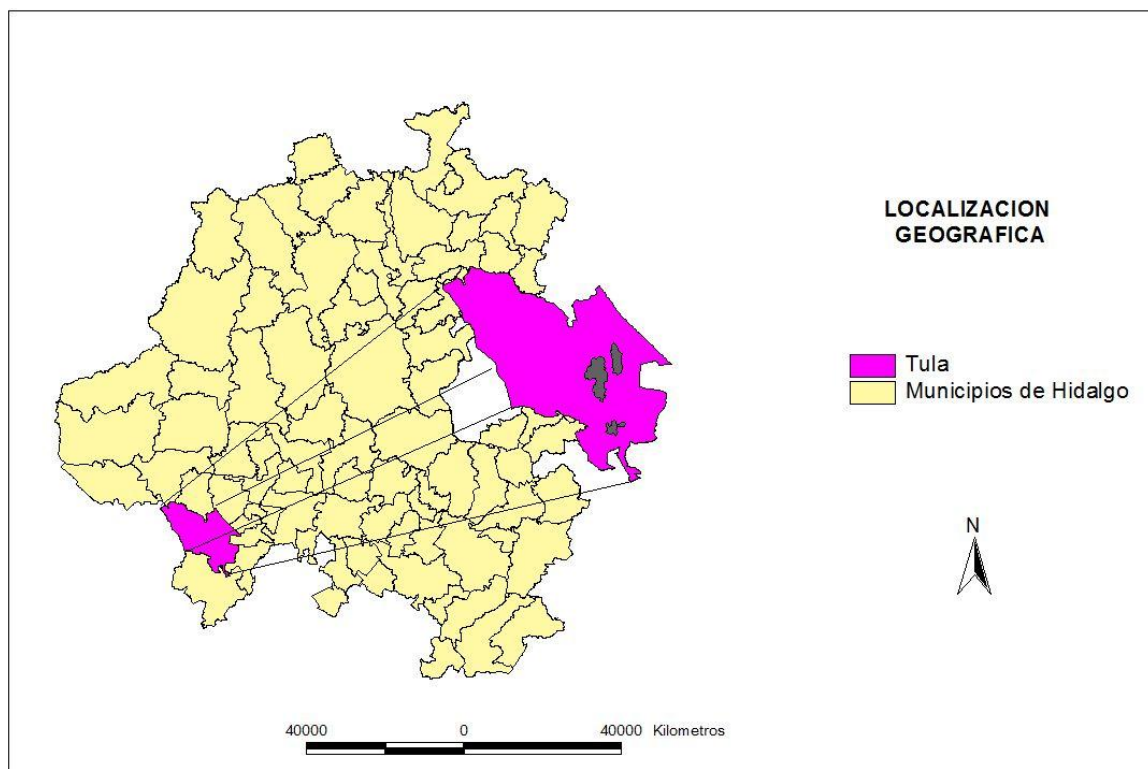 LOCALIZACION
GEOGRAFICA
Tula
Municipios de Hidalgo
N
40000 0 40000 Kilometros